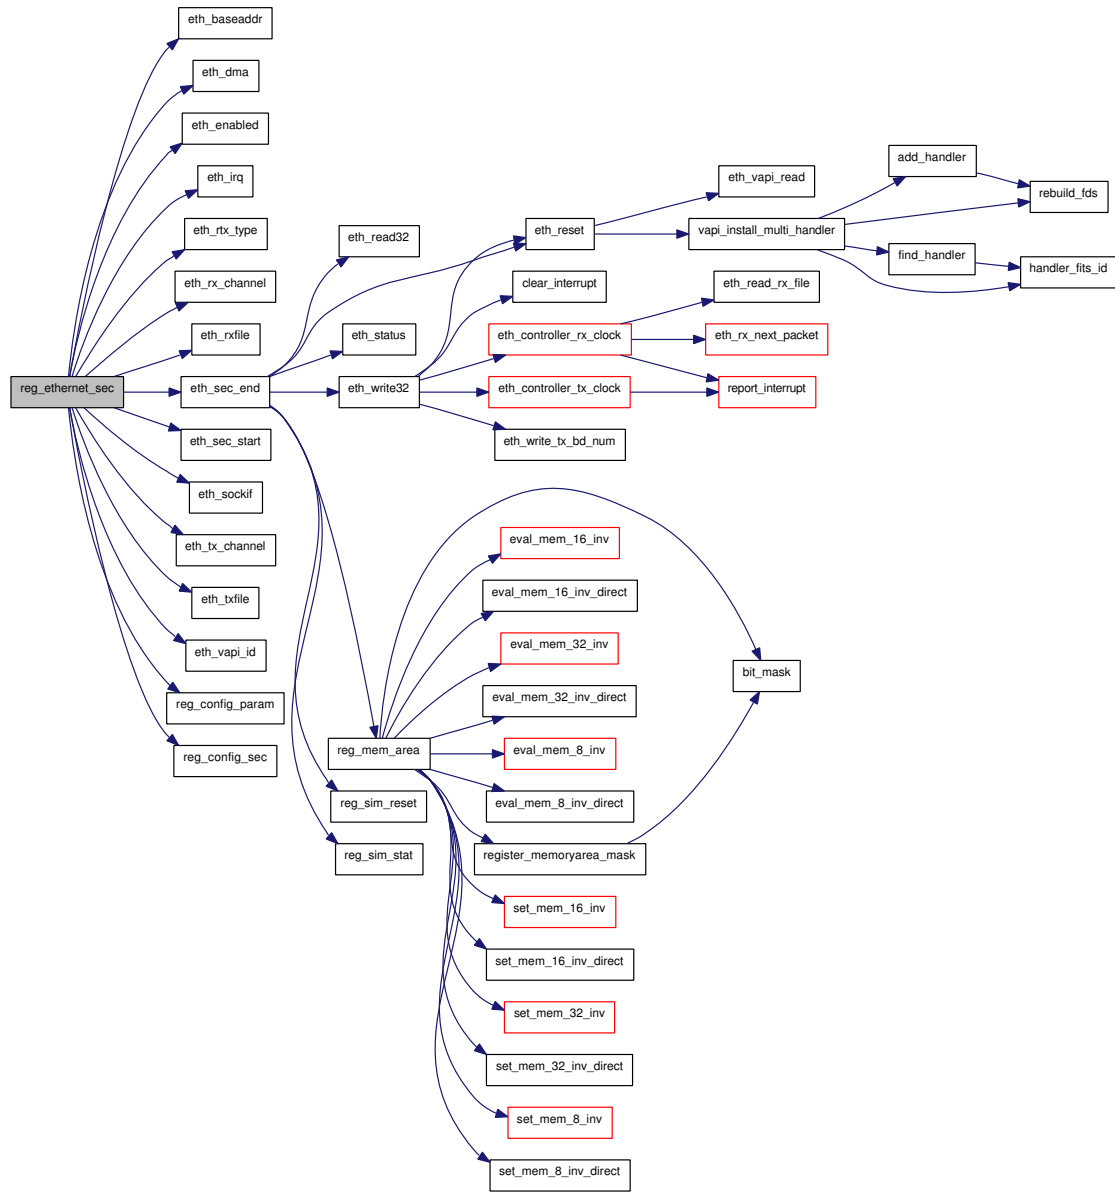 reg_ethernet_sec
eth_baseaddr
eth_dma
eth_enabled
eth_irq
eth_rtx_type
eth_rx_channel
eth_rxfile
eth_sec_end
eth_sec_start
eth_sockif
eth_tx_channel
eth_txfile
eth_vapi_id
reg_config_param
reg_config_sec
eth_read32
eth_status
eth_write32
reg_mem_area
reg_sim_reset
reg_sim_stat
eth_reset
clear_interrupt
eth_controller_rx_clock
eth_controller_tx_clock
eth_write_tx_bd_num
eval_mem_16_inv
eval_mem_16_inv_direct
eval_mem_32_inv
eval_mem_32_inv_direct
eval_mem_8_inv
eval_mem_8_inv_direct
register_memoryarea_mask
set_mem_16_inv
set_mem_16_inv_direct
set_mem_32_inv
set_mem_32_inv_direct
set_mem_8_inv
set_mem_8_inv_direct
eth_vapi_read
vapi_install_multi_handler
eth_read_rx_file
eth_rx_next_packet
report_interrupt
bit_mask
add_handler
find_handler
rebuild_fds
handler_fits_id